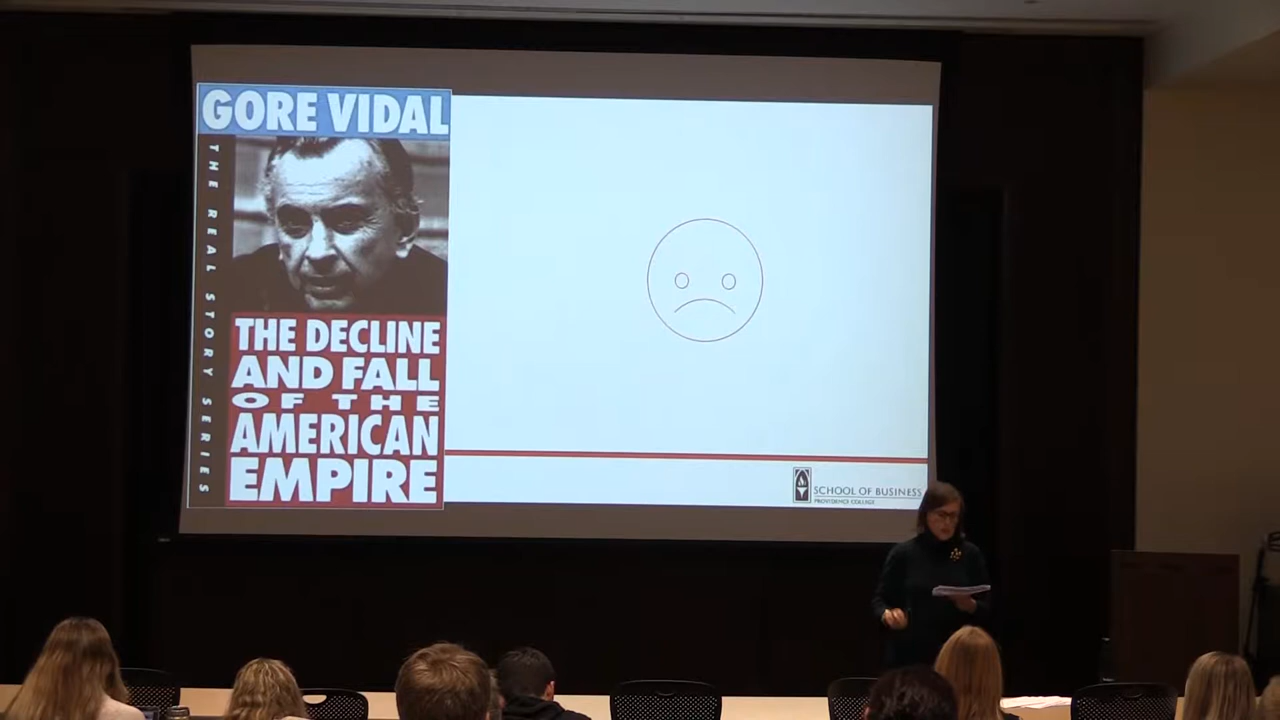 GORE VIDAL
THE REAL STORY SERIES
THE DECLINE
AND FALL
OF THE
AMERICAN
EMPIRE
SCHOOL OF BUSINESS
PROVIDENCE COLLEGE